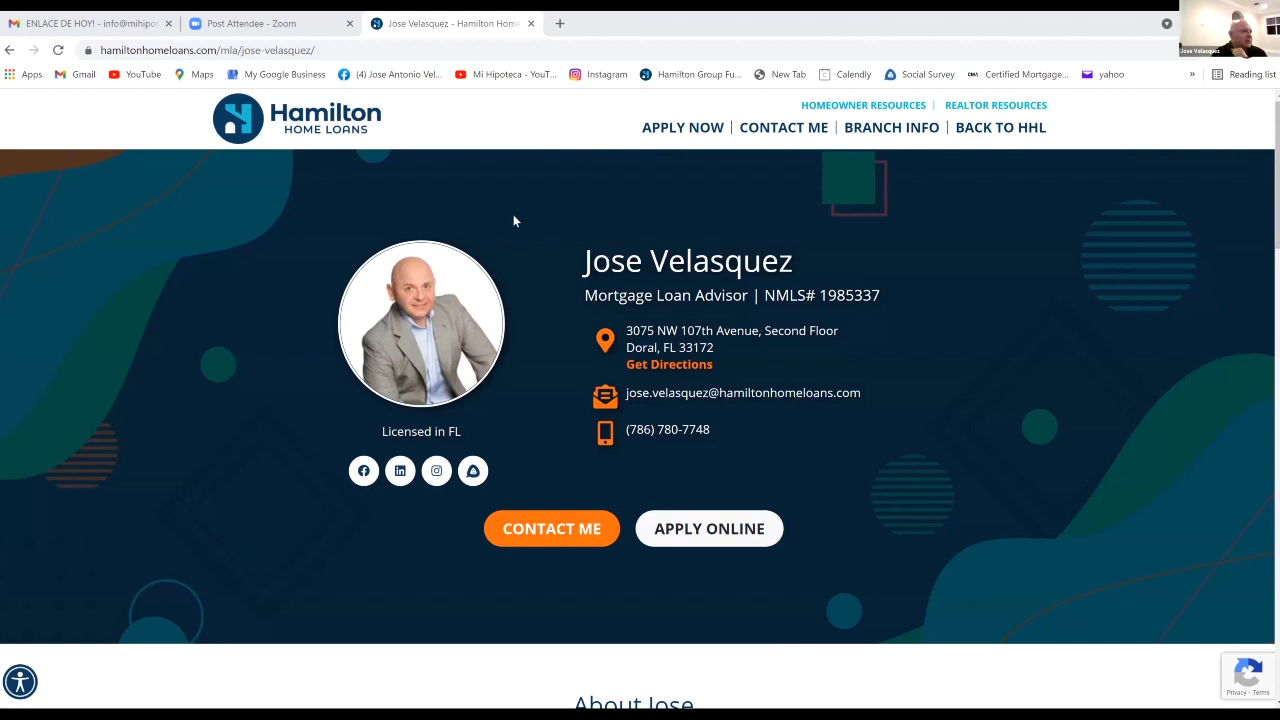 ENLACE DE HOY! - info@mihipo
Post Attendee - Zoom
Jose Velasquez - Hamilton Home
hamiltonhomeloans.com/mla/jose-velasquez/
Jose Velasquez
Apps
Gmail
YouTube
Maps
My Google Business
(4) Jose Antonio Vel...
Mi Hipoteca - YouT...
Instagram
Hamilton Group Fu...
New Tab
Calendly
Social Survey
Certified Mortgage...
yahoo
»
Reading list
Hamilton
HOME LOANS
HOMEOWNER RESOURCES | REALTOR RESOURCES
APPLY NOW | CONTACT ME | BRANCH INFO | BACK TO HHL
Jose Velasquez
Mortgage Loan Advisor | NMLS# 1985337
3075 NW 107th Avenue, Second Floor
Doral, FL 33172
Get Directions
jose.velasquez@hamiltonhomeloans.com
(786) 780-7748
Licensed in FL
CONTACT ME
APPLY ONLINE
Privacy - Terms
About Jose